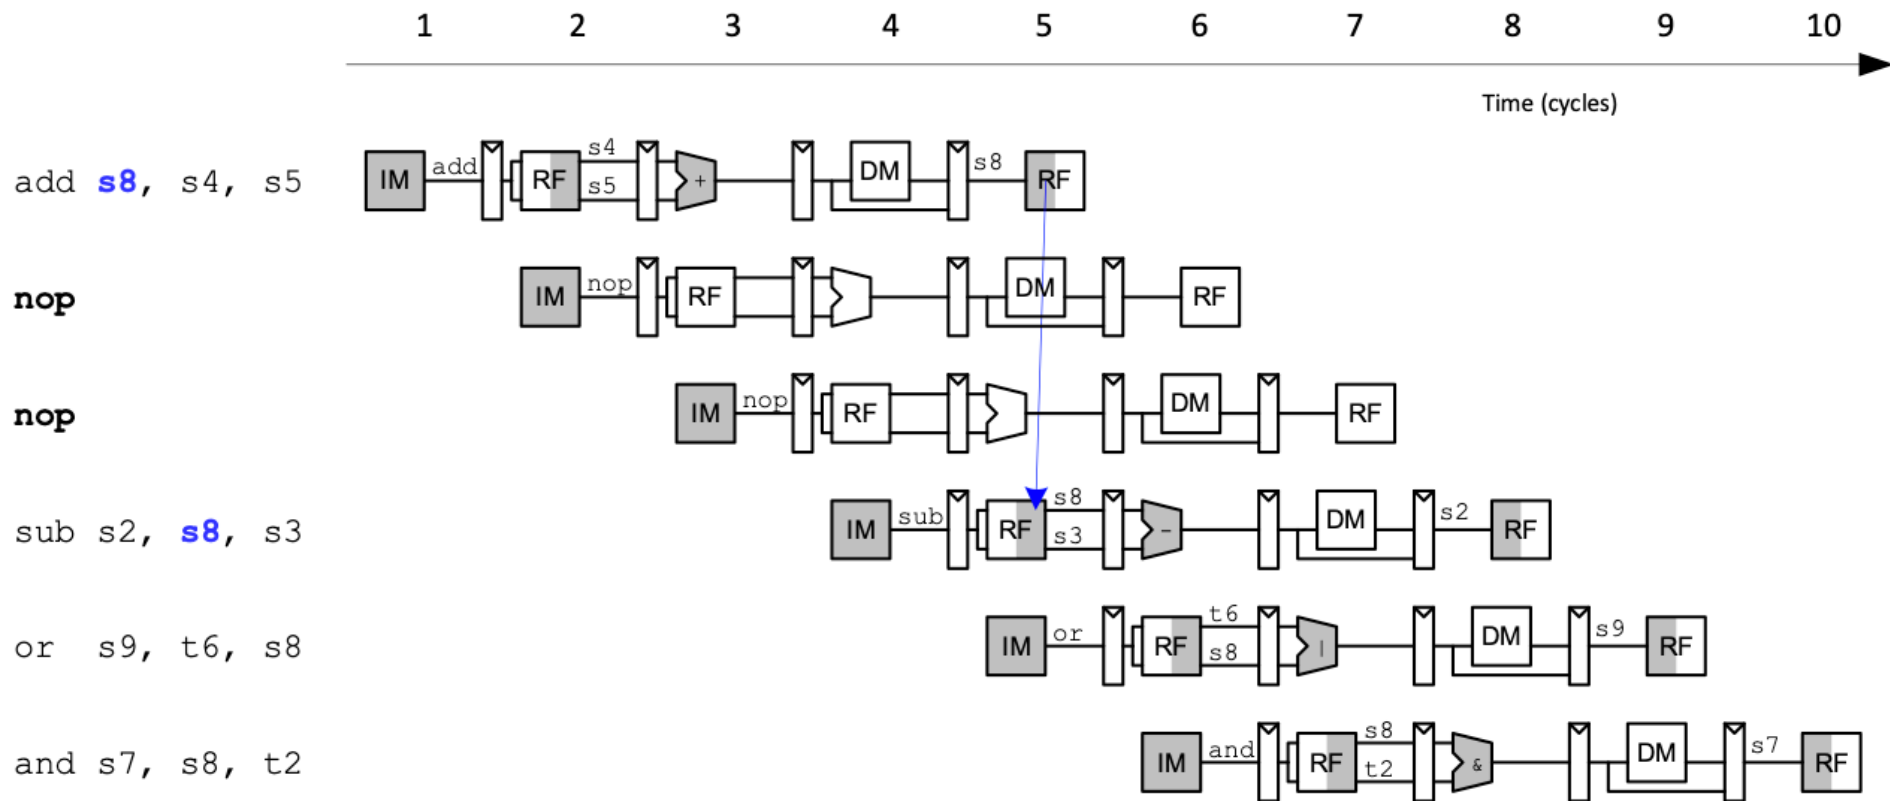 1 2 3 4 5 6 7 8 9 10
Time (cycles)
add s8, s4, s5 IM add RF s4 s5 + DM s8 RF
nop IM nop RF DM RF
nop IM nop RF DM RF
sub s2, s8, s3 IM sub RF s8 s3 - DM s2 RF
or s9, t6, s8 IM or RF t6 s8 | DM s9 RF
and s7, s8, t2 IM and RF s8 t2 & DM s7 RF